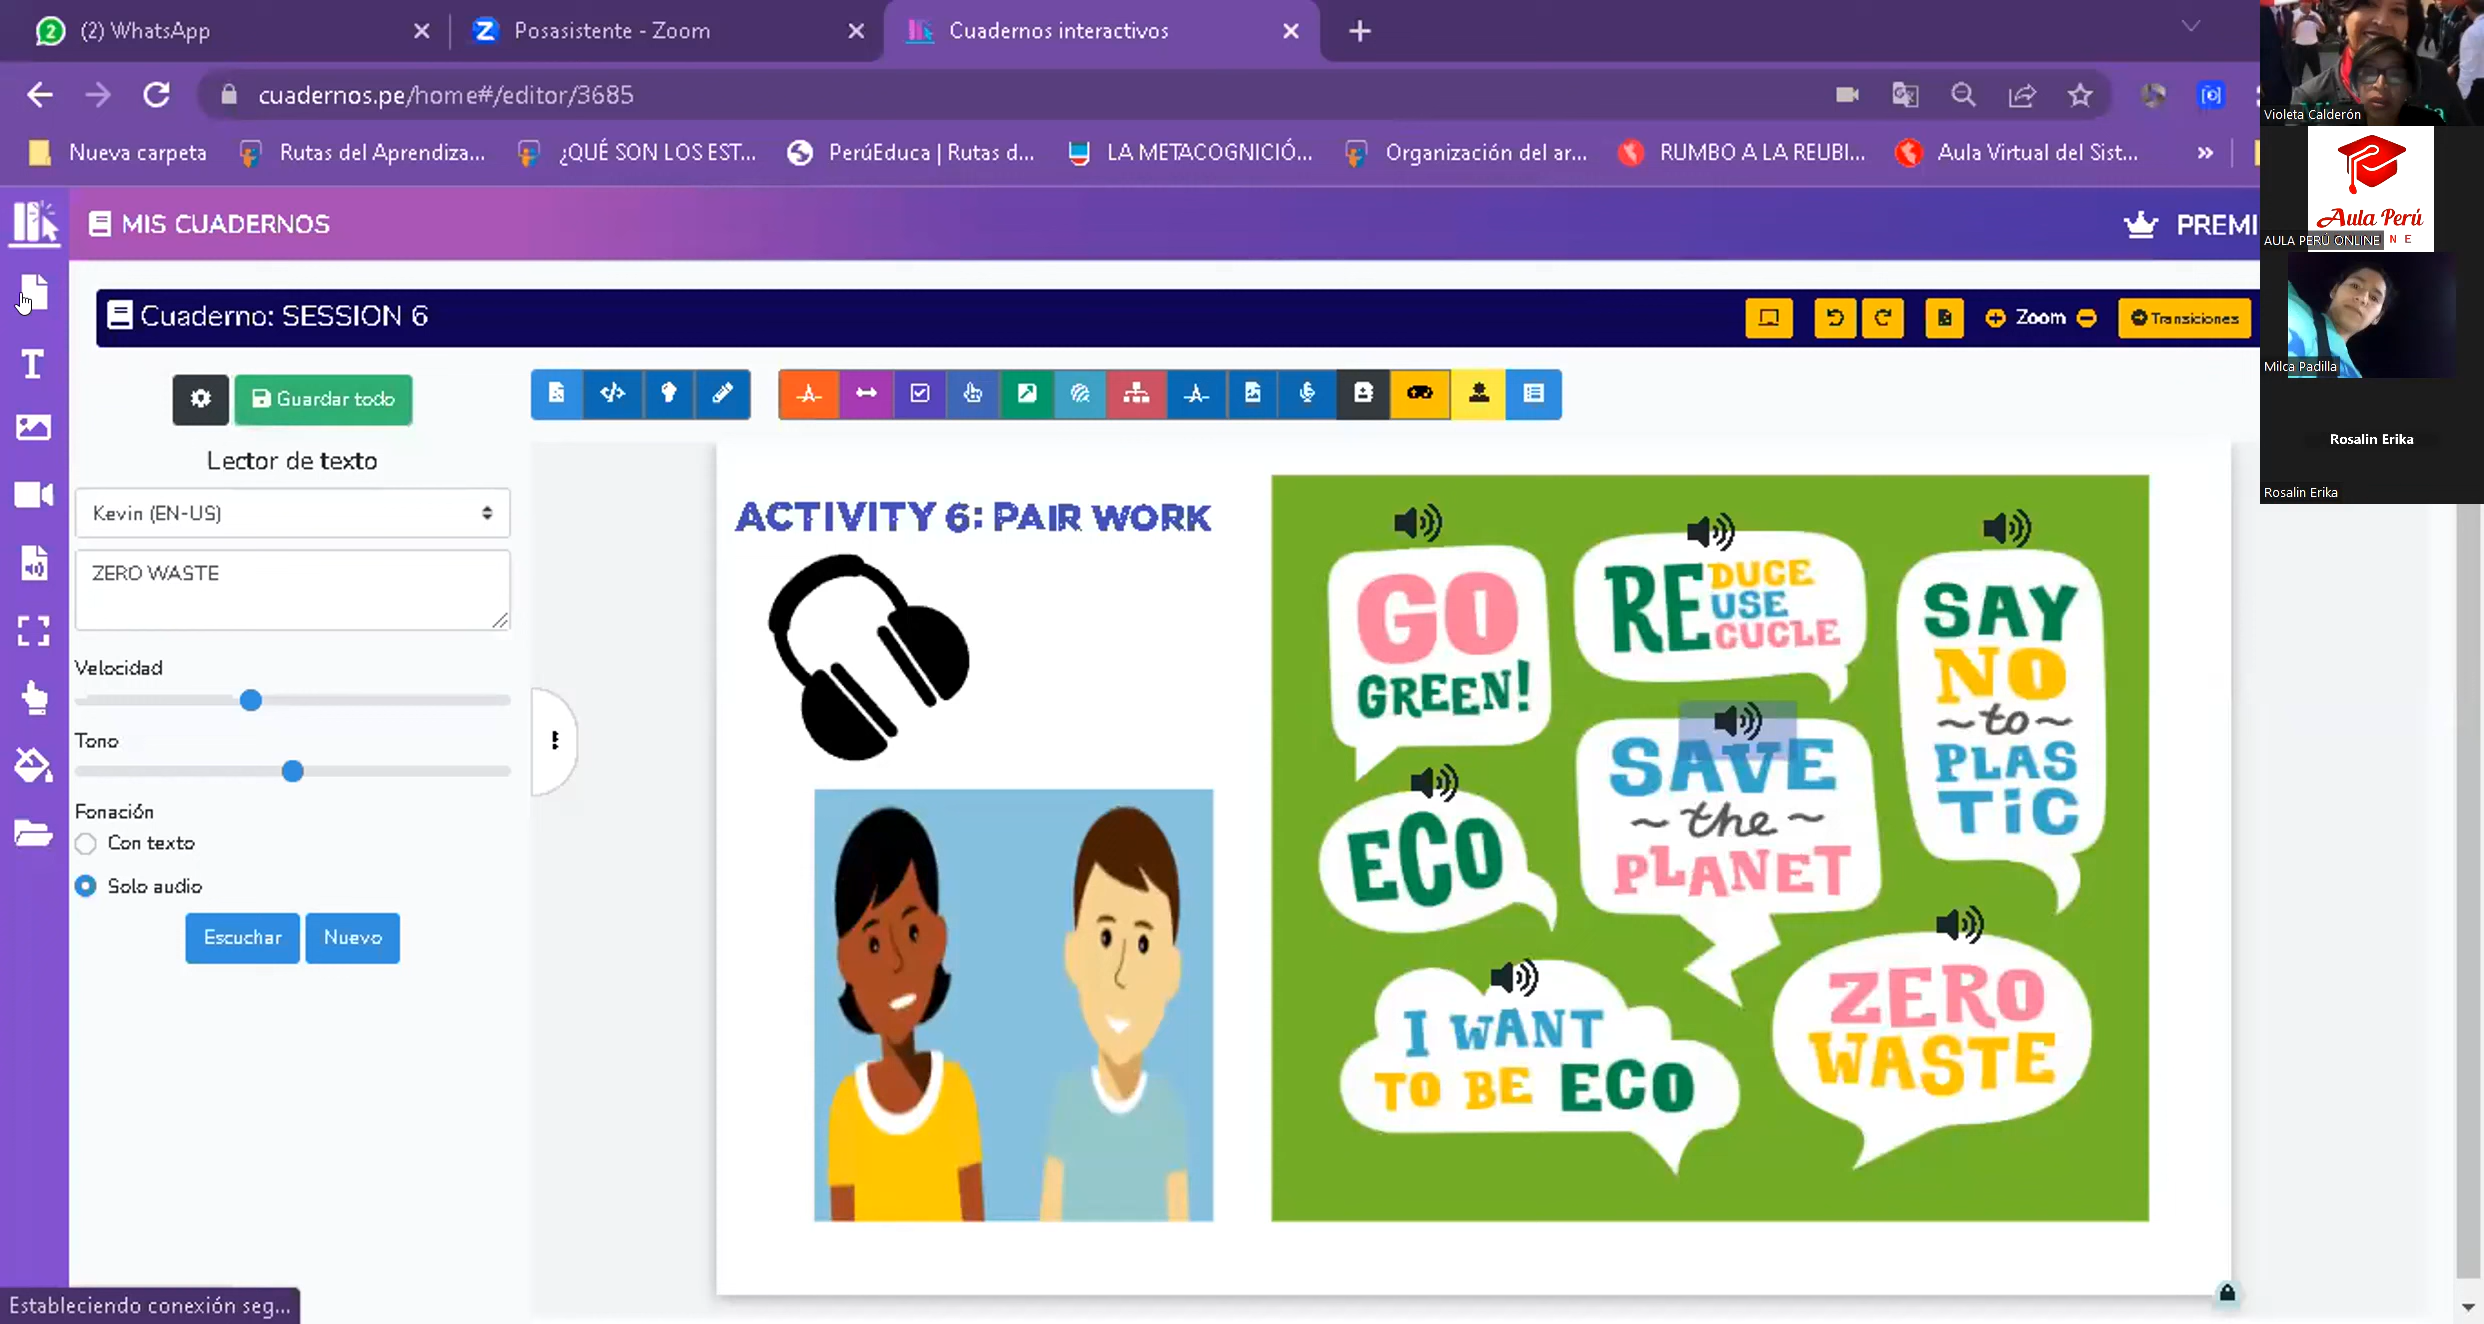 (2) WhatsApp
Posasistente - Zoom
Cuadernos interactivos
cuadernos.pe/home#/editor/3685
Nueva carpeta
Rutas del Aprendiza...
¿QUÉ SON LOS EST...
PerúEduca | Rutas d...
LA METACOGNICIÓ...
Organización del ar...
RUMBO A LA REUBI...
Aula Virtual del Sist...
»
MIS CUADERNOS
PREMI
Cuaderno: SESSION 6
Zoom
Transiciones
Guardar todo
Lector de texto
Kevin (EN-US)
ZERO WASTE
Velocidad
Tono
Fonación
Con texto
Solo audio
Escuchar
Nuevo
ACTIVITY 6: PAIR WORK
GO
GREEN!
REDUCE
USE
CUCLE
SAY
NO
~to~
PLAS
TiC
SAVE
~the~
PLANET
ECO
I WANT
TO BE ECO
ZERO
WASTE
Estableciendo conexión seg...
Violeta Calderón
Aula Perú
N E
AULA PERÚ ONLINE
Milca Padilla
Rosalin Erika
Rosalin Erika